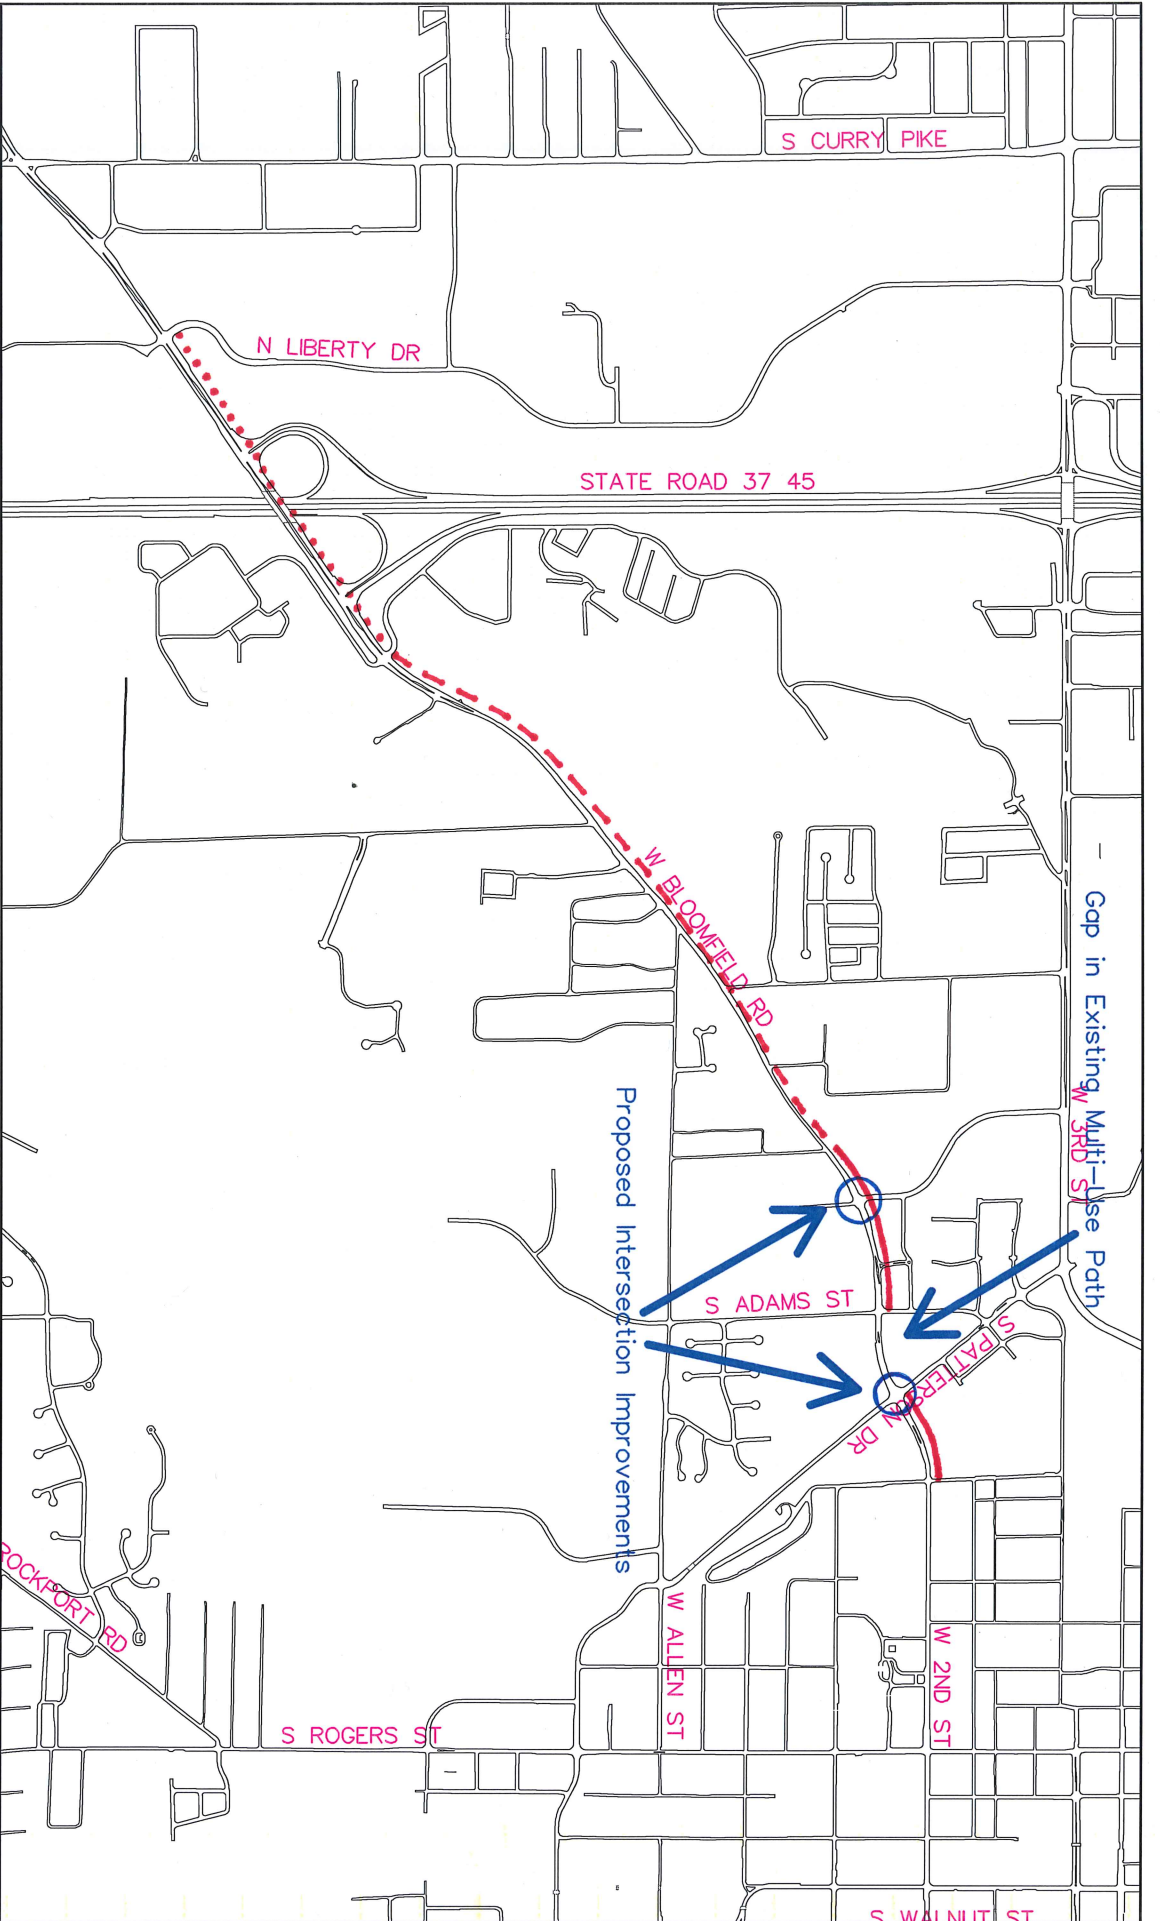 S CURRY PIKE
N LIBERTY DR
STATE ROAD 37 45
W BLOOMFIELD RD
Gap in Existing Multi-Use Path
W 3RD ST
Proposed Intersection Improvements
S ADAMS ST
S PATTERSON DR
ROCKPORT RD
W ALLEN ST
W 2ND ST
S ROGERS ST
S WALNUT ST